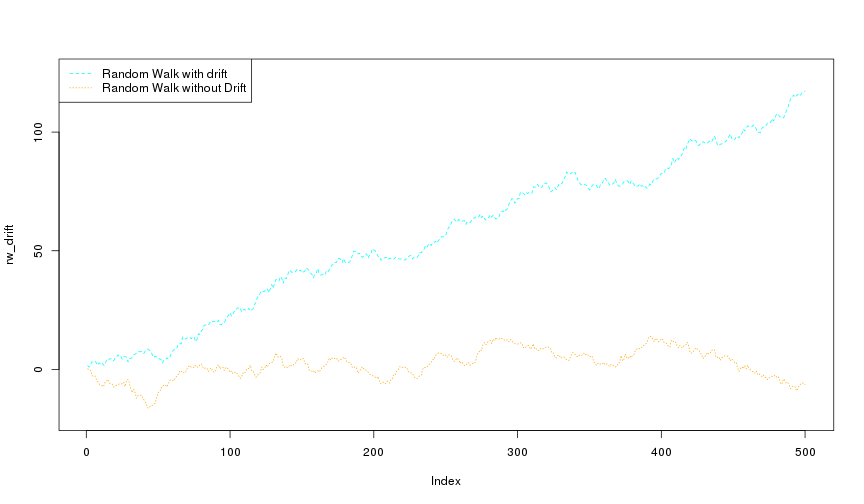 Random Walk with drift
Random Walk without Drift
100
50
0
rw_drift
0 100 200 300 400 500
Index